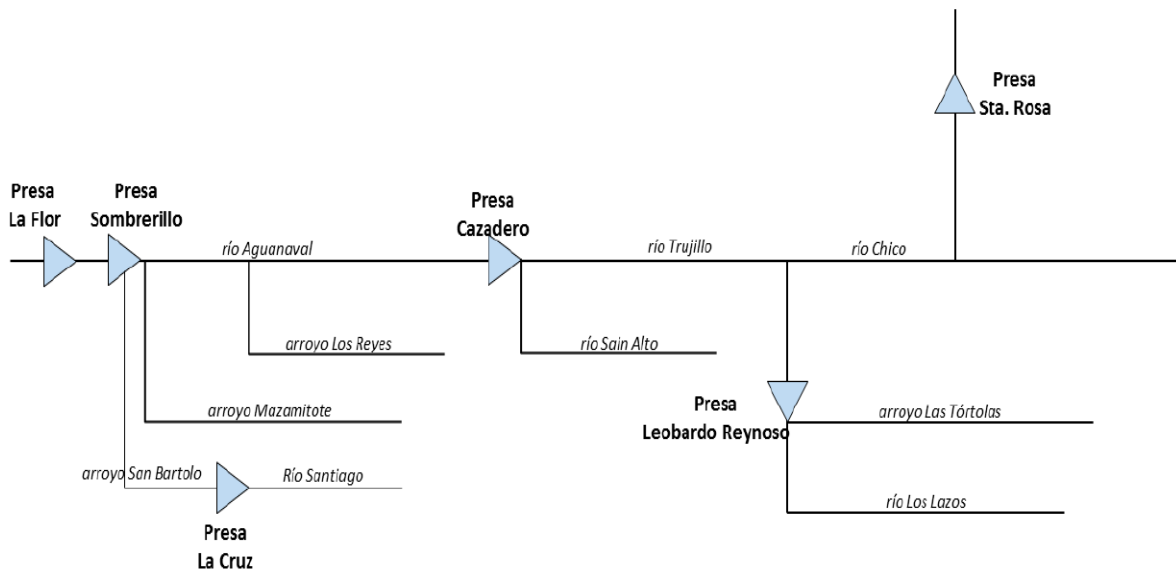 Presa
Sta. Rosa
Presa
La Flor
Presa
Sombrerillo
Presa
Cazadero
río Aguanaval
río Trujillo
río Chico
arroyo Los Reyes
río Sain Alto
arroyo Mazamitote
Presa
Leobardo Reynoso
arroyo Las Tórtolas
arroyo San Bartolo
Río Santiago
río Los Lazos
Presa
La Cruz